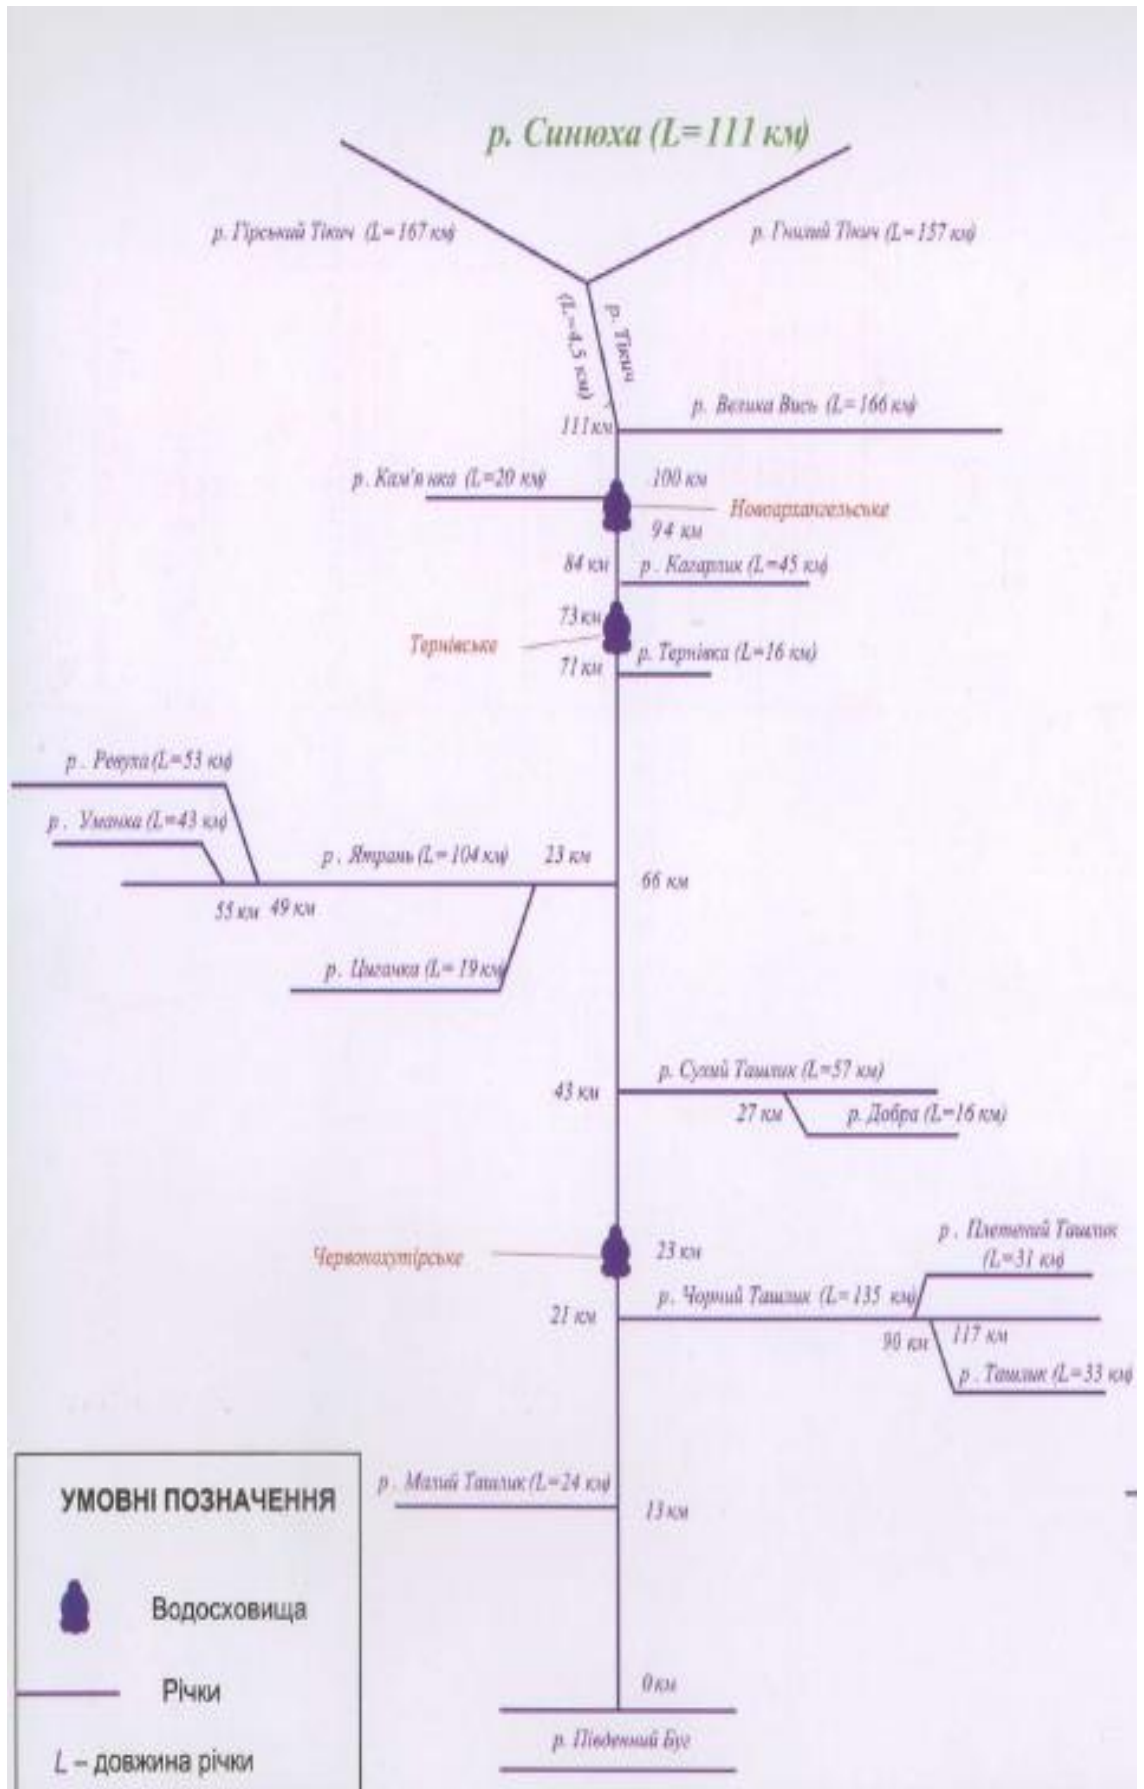 р. Синюха (L=111 км)
р. Гірський Тікич (L=167 км)
р. Гнилий Тікич (L=157 км)
(L=4,5 км)
р. Тікич
р. Велика Вись (L=166 км)
111 км
р. Кам'янка (L=20 км)
100 км
Новоархангельське
94 км
84 км
р. Кагарлик (L=45 км)
73 км
Тернівське
р. Тернівка (L=16 км)
71 км
р. Ревуха (L=53 км)
р. Уманка (L=43 км)
р. Ятрань (L=104 км)
23 км
66 км
55 км
49 км
р. Циганка (L=19 км)
р. Сухий Ташлик (L=57 км)
43 км
27 км
р. Добра (L=16 км)
р. Плетений Ташлик
(L=31 км)
23 км
Червонохутірське
р. Чорний Ташлик (L=135 км)
21 км
90 км
117 км
р. Ташлик (L=33 км)
р. Малий Ташлик (L=24 км)
13 км
УМОВНІ ПОЗНАЧЕННЯ
Водосховища
Річки
L – довжина річки
0 км
р. Південний Буг